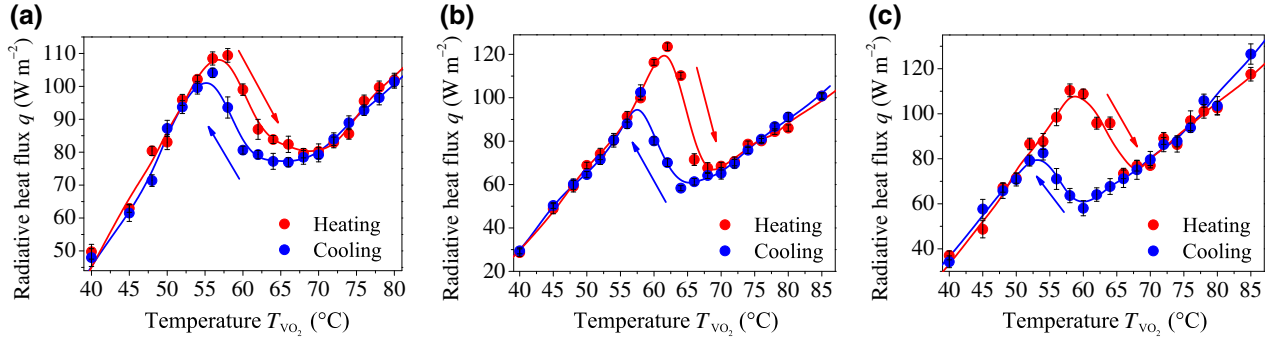 (a)
Radiative heat flux q (W m⁻²)
110
100
90
80
70
60
50
Heating
Cooling
40 45 50 55 60 65 70 75 80
Temperature T_VO₂ (°C)
(b)
Radiative heat flux q (W m⁻²)
120
100
80
60
40
20
Heating
Cooling
40 45 50 55 60 65 70 75 80 85
Temperature T_VO₂ (°C)
(c)
Radiative heat flux q (W m⁻²)
120
100
80
60
40
Heating
Cooling
40 45 50 55 60 65 70 75 80 85
Temperature T_VO₂ (°C)